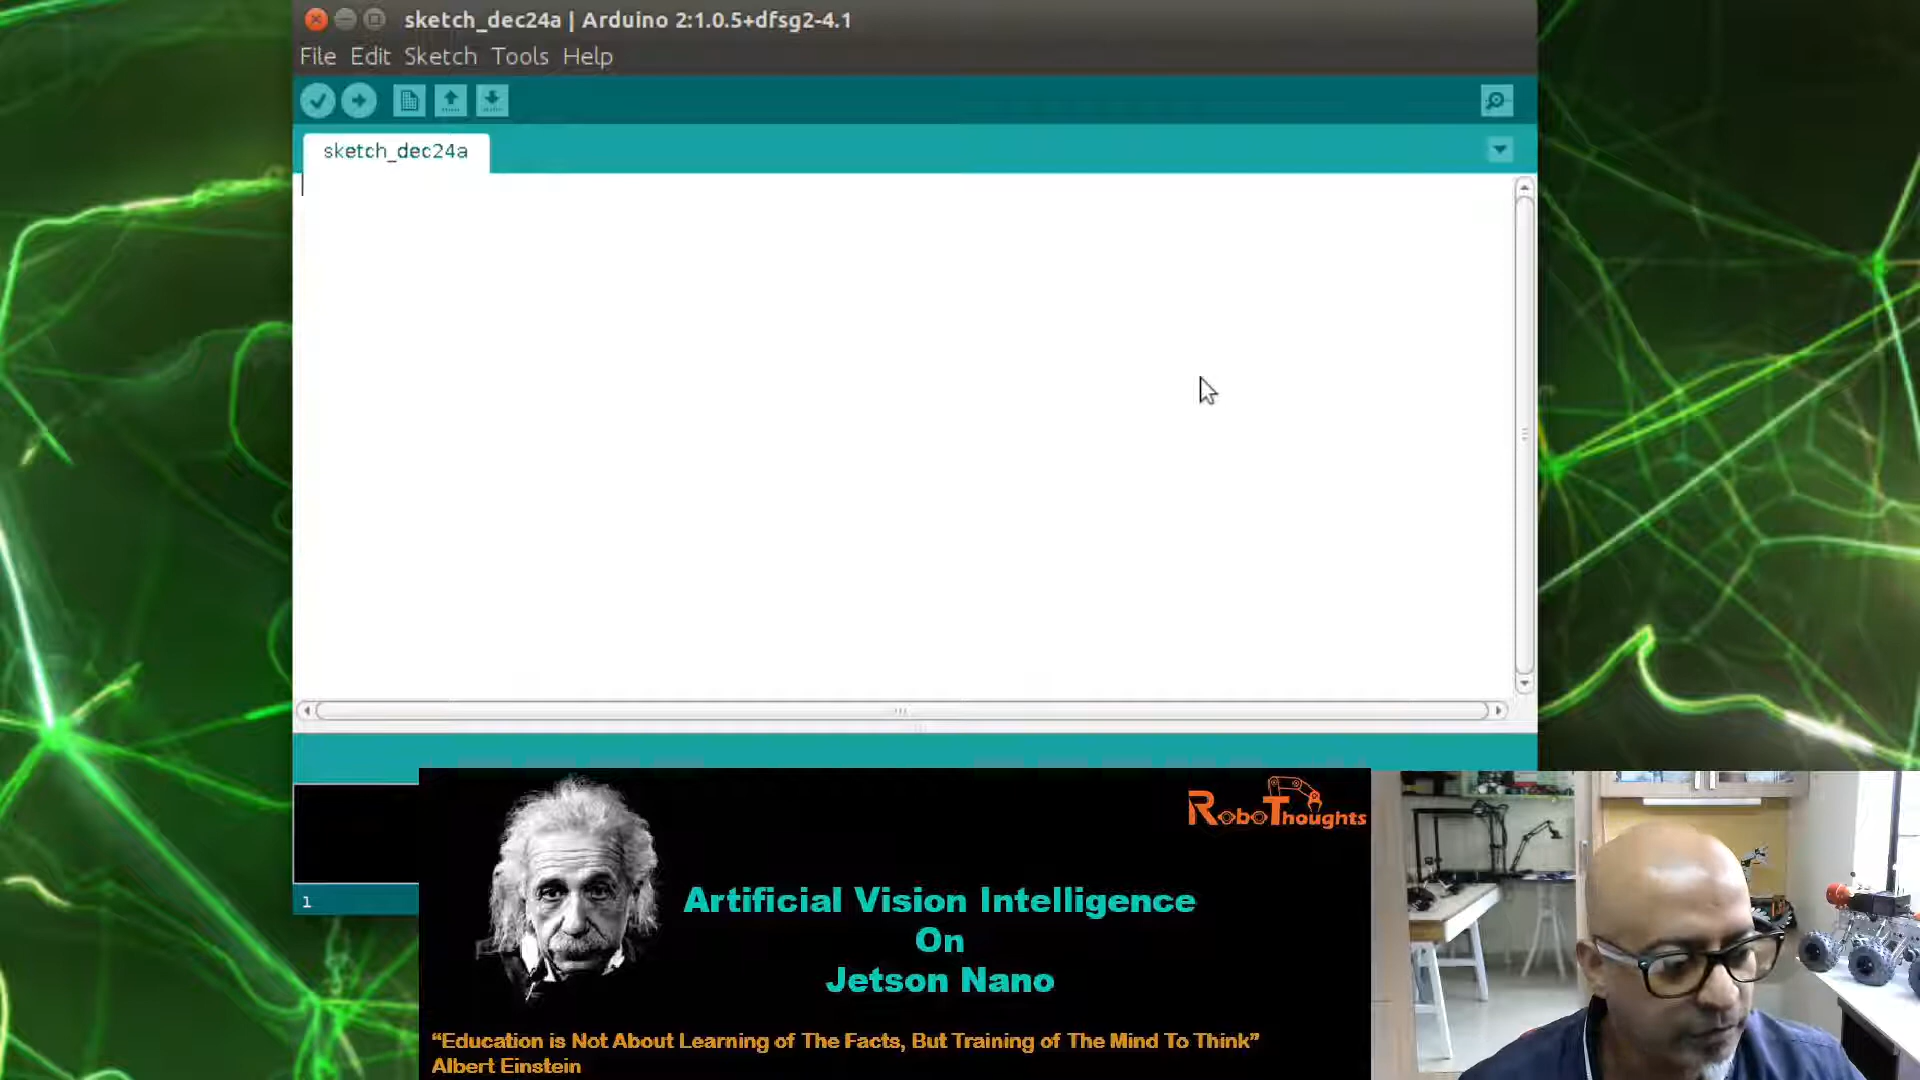 sketch_dec24a | Arduino 2:1.0.5+dfsg2-4.1
File Edit Sketch Tools Help
sketch_dec24a
1
RoboThoughts
Artificial Vision Intelligence
On
Jetson Nano
“Education is Not About Learning of The Facts, But Training of The Mind To Think”
Albert Einstein